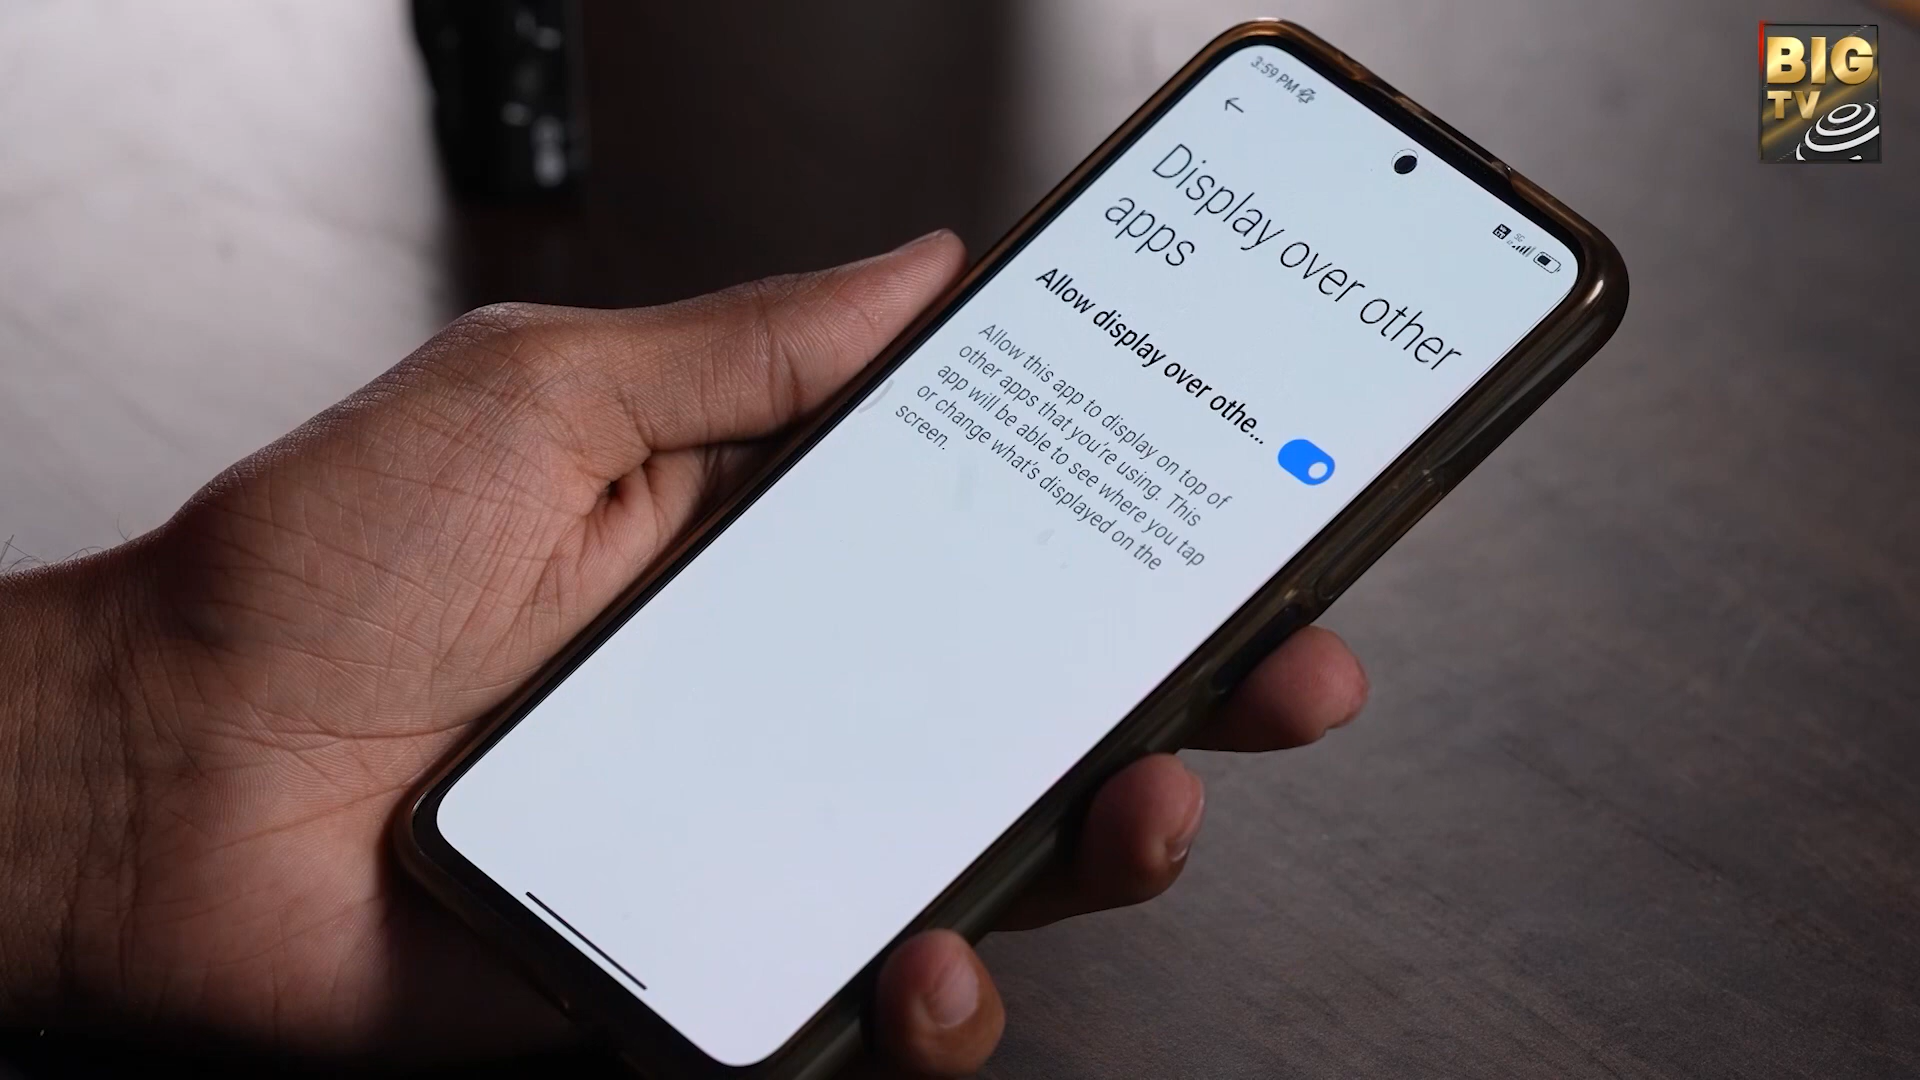 BIG
TV
3:59 PM
5G
Display over other
apps
Allow display over othe...
Allow this app to display on top of
other apps that you're using. This
app will be able to see where you tap
or change what's displayed on the
screen.